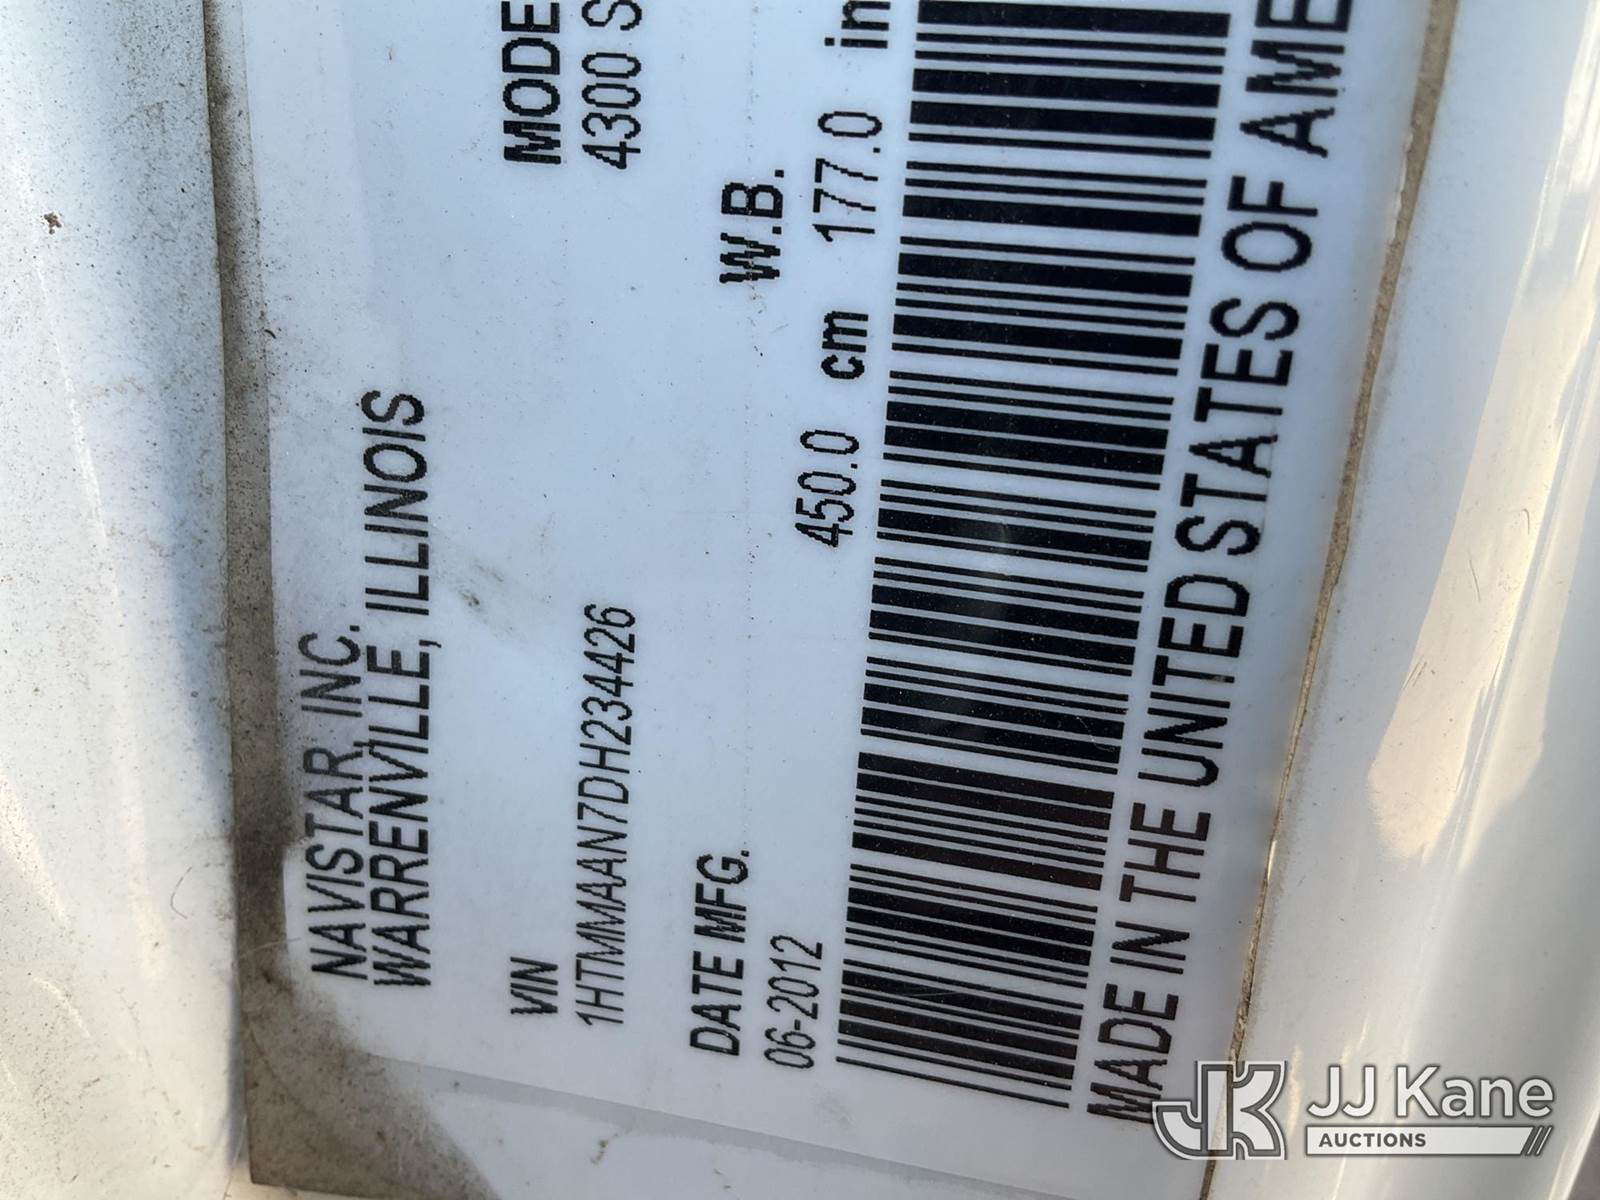 NAVISTAR, INC.
WARRENVILLE, ILLINOIS
VIN MODE
1HTMMAAN7DH234426 4300 S
DATE MFG. W.B.
06-2012 450.0 cm 177.0 in
MADE IN THE UNITED STATES OF AME
JK JJ Kane
AUCTIONS